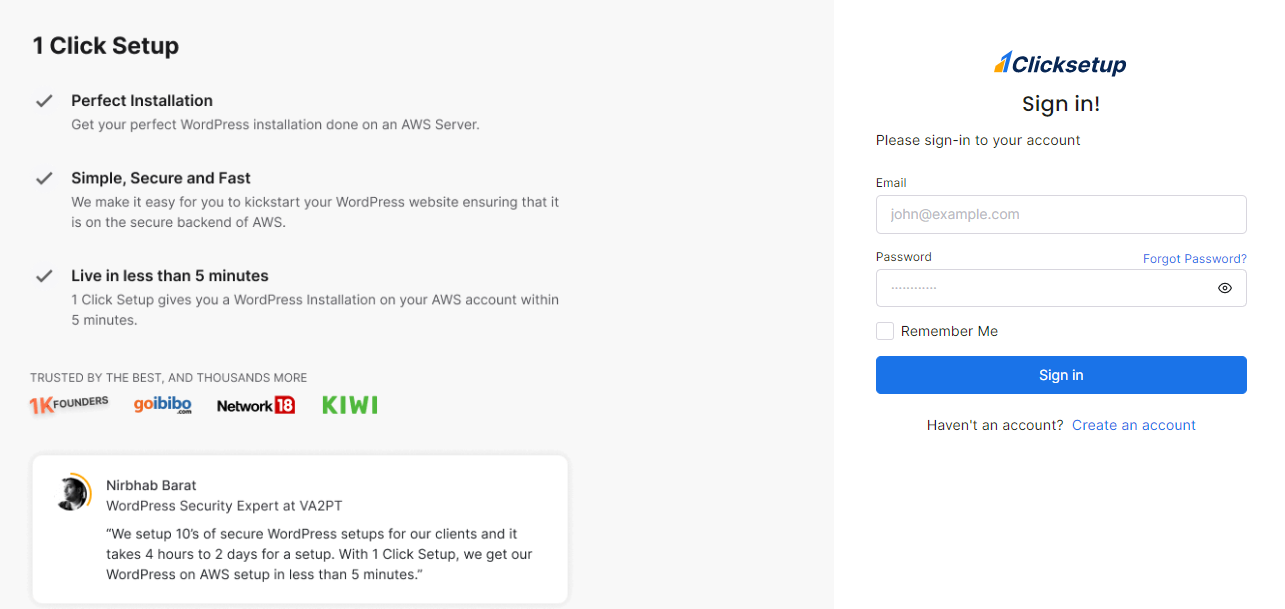 1 Click Setup
Perfect Installation
Get your perfect WordPress installation done on an AWS Server.
Simple, Secure and Fast
We make it easy for you to kickstart your WordPress website ensuring that it
is on the secure backend of AWS.
Live in less than 5 minutes
1 Click Setup gives you a WordPress Installation on your AWS account within
5 minutes.
TRUSTED BY THE BEST, AND THOUSANDS MORE
1K FOUNDERS
goibibo.com
Network 18
KIWI
Nirbhab Barat
WordPress Security Expert at VA2PT
“We setup 10’s of secure WordPress setups for our clients and it
takes 4 hours to 2 days for a setup. With 1 Click Setup, we get our
WordPress on AWS setup in less than 5 minutes.”
1Clicksetup
Sign in!
Please sign-in to your account
Email
john@example.com
Password
Forgot Password?
············
Remember Me
Sign in
Haven't an account? Create an account